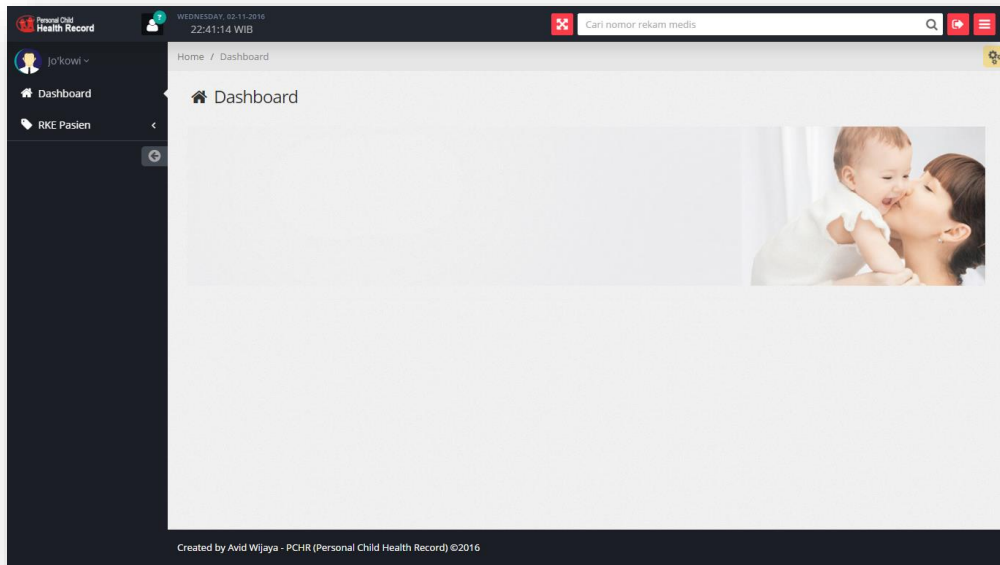 Personal Child
Health Record
?
WEDNESDAY, 02-11-2016
22:41:14 WIB
Cari nomor rekam medis
Jo'kowi
Home / Dashboard
Dashboard
RKE Pasien
Dashboard
Created by Avid Wijaya - PCHR (Personal Child Health Record) ©2016